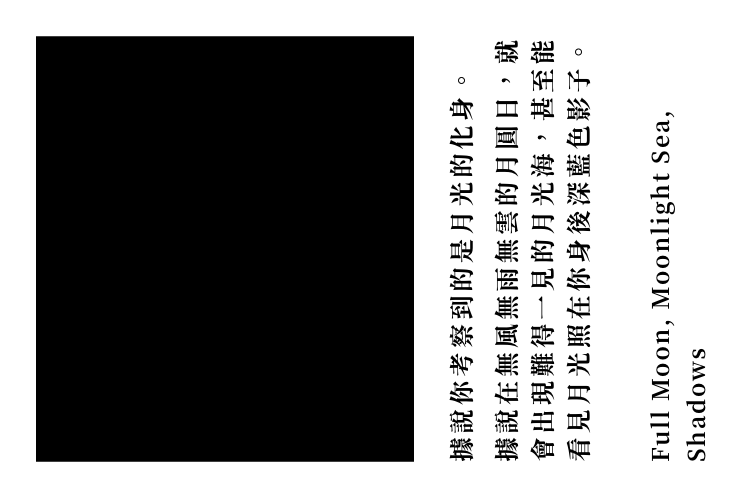 據說你考察到的是月光的化身。
據說在無風無雨無雲的月圓日，就
會出現難得一見的月光海，甚至能
看見月光照在你身後深藍色影子。
Full Moon, Moonlight Sea,
Shadows